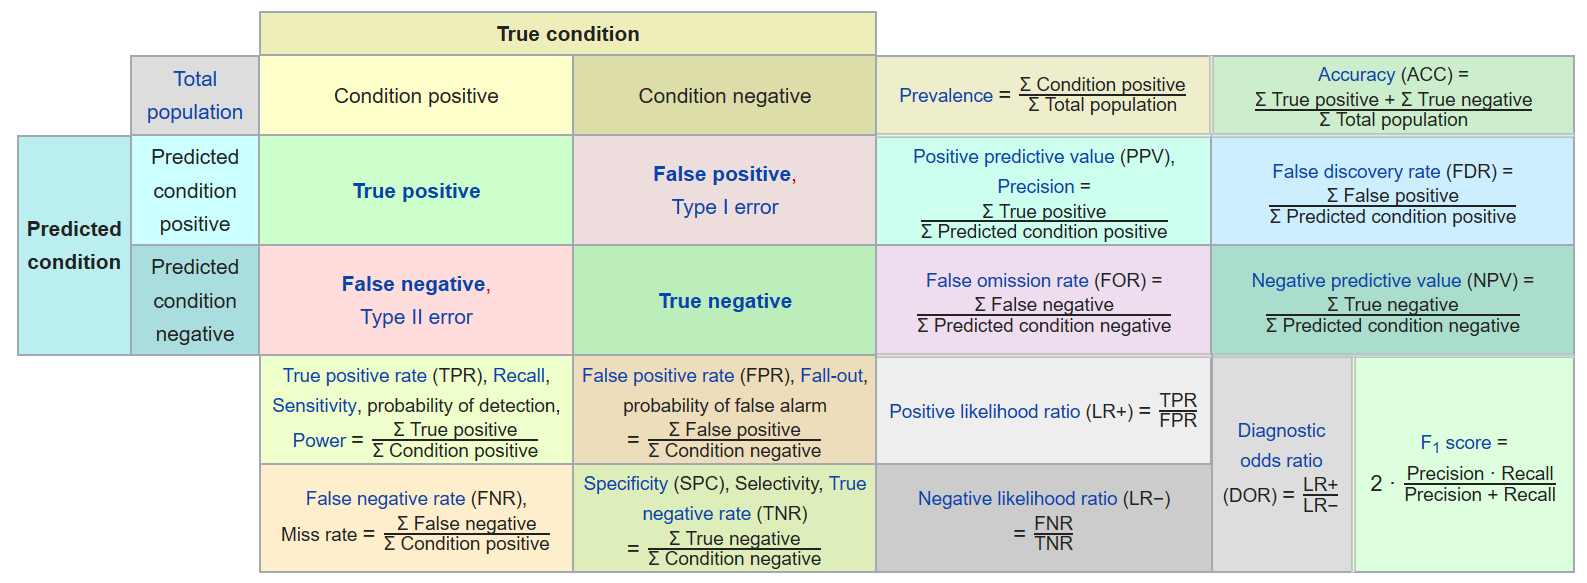 True condition
Total
population
Condition positive
Condition negative
Prevalence = Σ Condition positive / Σ Total population
Accuracy (ACC) =
Σ True positive + Σ True negative
Σ Total population
Predicted
condition
Predicted
condition
positive
True positive
False positive,
Type I error
Positive predictive value (PPV),
Precision =
Σ True positive
Σ Predicted condition positive
False discovery rate (FDR) =
Σ False positive
Σ Predicted condition positive
Predicted
condition
negative
False negative,
Type II error
True negative
False omission rate (FOR) =
Σ False negative
Σ Predicted condition negative
Negative predictive value (NPV) =
Σ True negative
Σ Predicted condition negative
True positive rate (TPR), Recall,
Sensitivity, probability of detection,
Power = Σ True positive / Σ Condition positive
False positive rate (FPR), Fall-out,
probability of false alarm
= Σ False positive / Σ Condition negative
Positive likelihood ratio (LR+) = TPR / FPR
Diagnostic
odds ratio
(DOR) = LR+ / LR−
F1 score =
2 · Precision · Recall / Precision + Recall
False negative rate (FNR),
Miss rate = Σ False negative / Σ Condition positive
Specificity (SPC), Selectivity, True
negative rate (TNR)
= Σ True negative / Σ Condition negative
Negative likelihood ratio (LR−)
= FNR / TNR